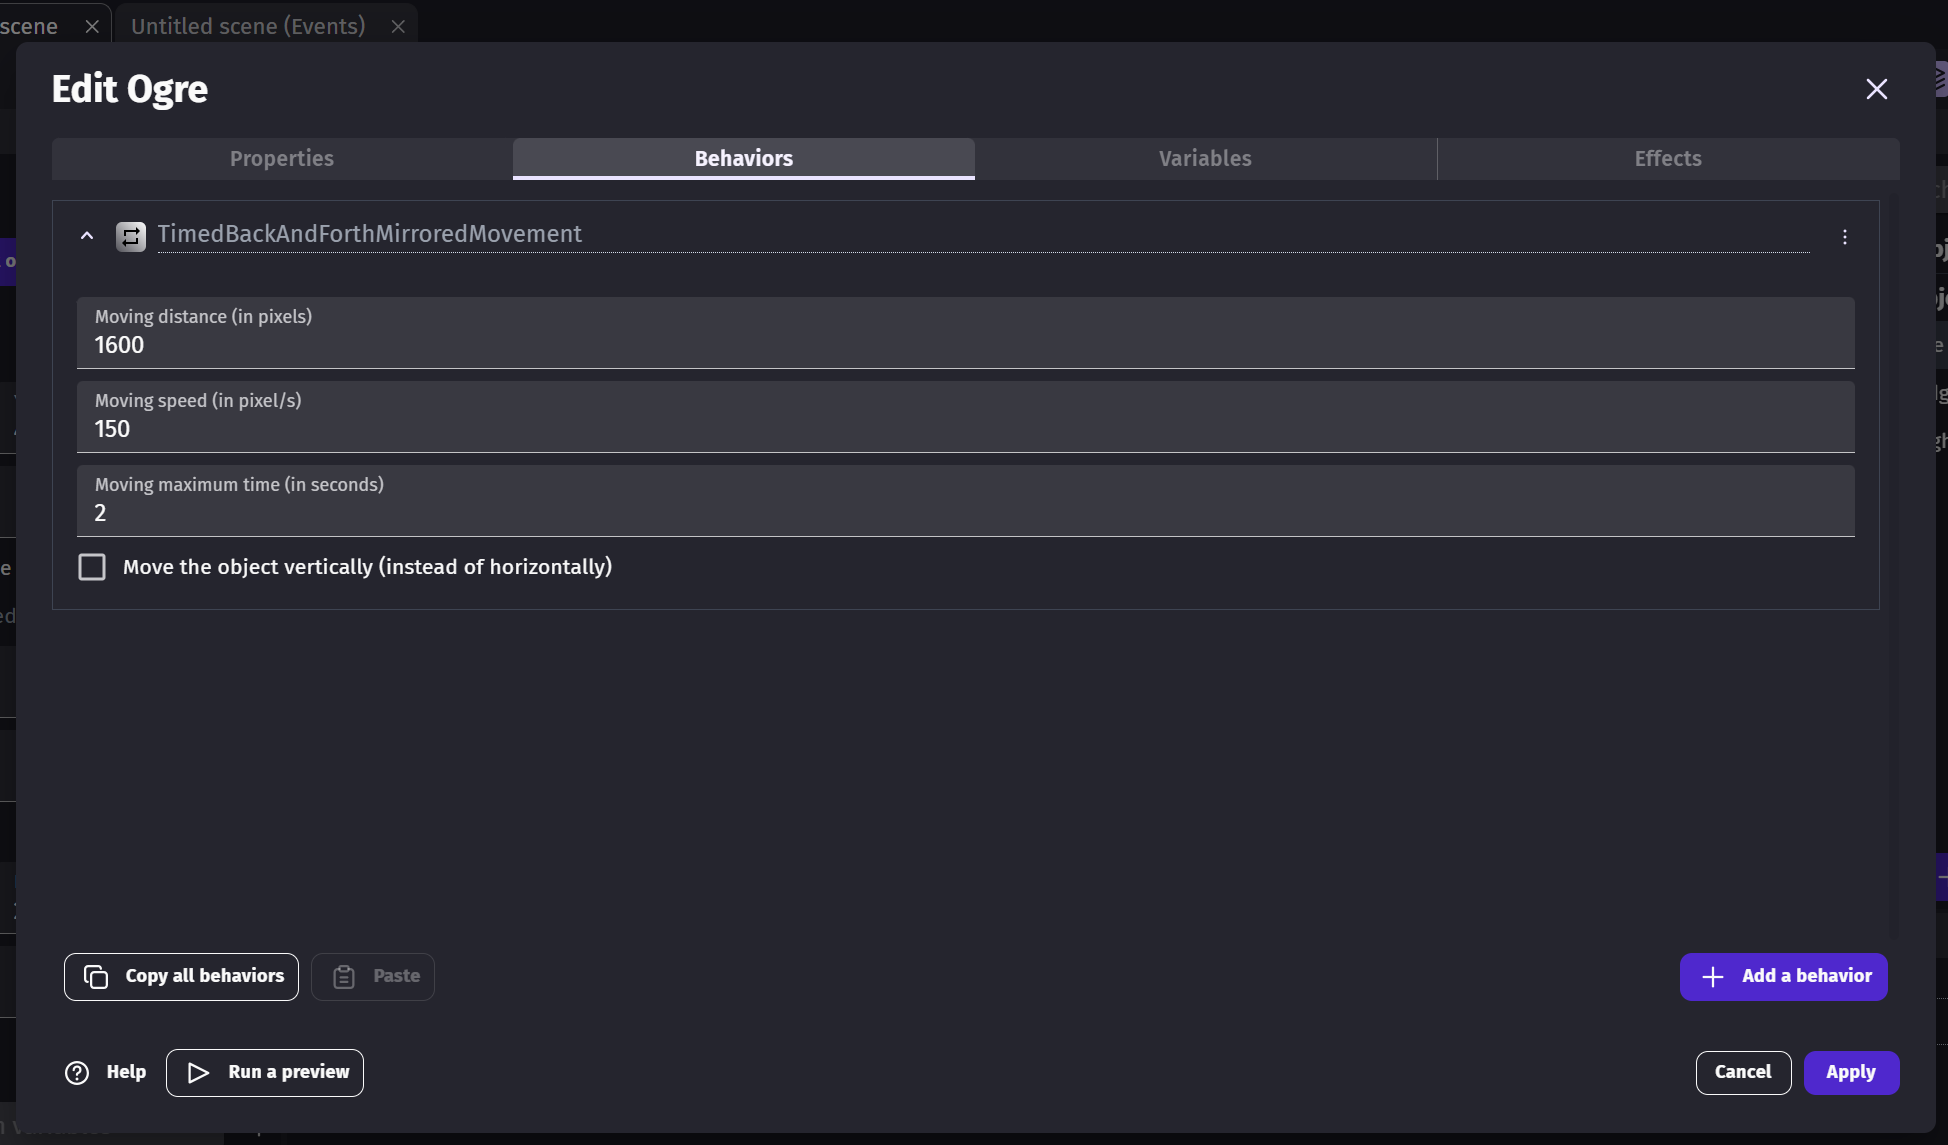 scene
Untitled scene (Events)
Edit Ogre
Properties
Behaviors
Variables
Effects
TimedBackAndForthMirroredMovement
Moving distance (in pixels)
1600
Moving speed (in pixel/s)
150
Moving maximum time (in seconds)
2
Move the object vertically (instead of horizontally)
Copy all behaviors
Paste
Add a behavior
Help
Run a preview
Cancel
Apply